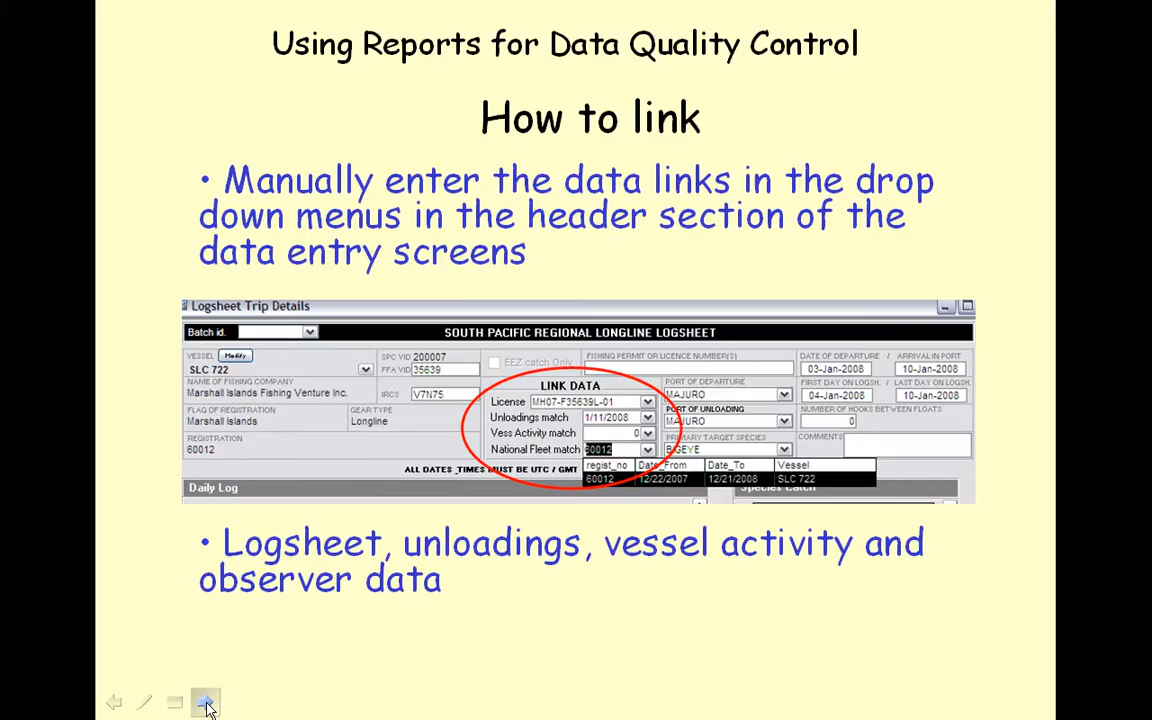 Using Reports for Data Quality Control
How to link
• Manually enter the data links in the drop
down menus in the header section of the
data entry screens
Logsheet Trip Details
Batch id.
SOUTH PACIFIC REGIONAL LONGLINE LOGSHEET
VESSEL Modify
SLC 722
SPC VID 200007
FFA VID 35639
EEZ catch Only
FISHING PERMIT OR LICENCE NUMBER(S)
DATE OF DEPARTURE / ARRIVAL IN PORT
03-Jan-2008 10-Jan-2008
NAME OF FISHING COMPANY
Marshall Islands Fishing Venture Inc.
IRCS V7N75
LINK DATA
License MH07-F35639L-01
Unloadings match 1/11/2008
Vess Activity match 0
National Fleet match 60012
PORT OF DEPARTURE
MAJURO
PORT OF UNLOADING
MAJURO
PRIMARY TARGET SPECIES
BIGEYE
FIRST DAY ON LOGSH. / LAST DAY ON LOGSH.
04-Jan-2008 10-Jan-2008
NUMBER OF HOOKS BETWEEN FLOATS
0
COMMENTS
FLAG OF REGISTRATION
Marshall Islands
GEAR TYPE
Longline
REGISTRATION
60012
ALL DATES_TIMES MUST BE UTC / GMT
regist_no Date_From Date_To Vessel
60012 12/22/2007 12/21/2008 SLC 722
Daily Log
Species Catch
• Logsheet, unloadings, vessel activity and
observer data